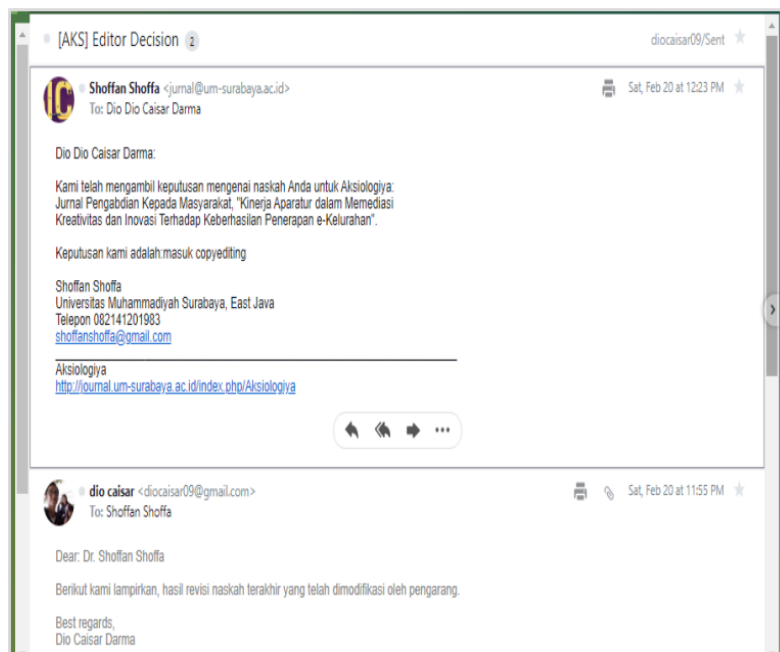 [AKS] Editor Decision 2
diocaisar09/Sent
Shoffan Shoffa <jurnal@um-surabaya.ac.id>
Sat, Feb 20 at 12:23 PM
To: Dio Dio Caisar Darma
Dio Dio Caisar Darma:
Kami telah mengambil keputusan mengenai naskah Anda untuk Aksiologiya:
Jurnal Pengabdian Kepada Masyarakat, "Kinerja Aparatur dalam Memediasi
Kreativitas dan Inovasi Terhadap Keberhasilan Penerapan e-Kelurahan".
Keputusan kami adalah:masuk copyediting
Shoffan Shoffa
Universitas Muhammadiyah Surabaya, East Java
Telepon 082141201983
shoffanshoffa@gmail.com
Aksiologiya
http://journal.um-surabaya.ac.id/index.php/Aksiologiya
dio caisar <diocaisar09@gmail.com>
Sat, Feb 20 at 11:55 PM
To: Shoffan Shoffa
Dear: Dr. Shoffan Shoffa
Berikut kami lampirkan, hasil revisi naskah terakhir yang telah dimodifikasi oleh pengarang.
Best regards,
Dio Caisar Darma